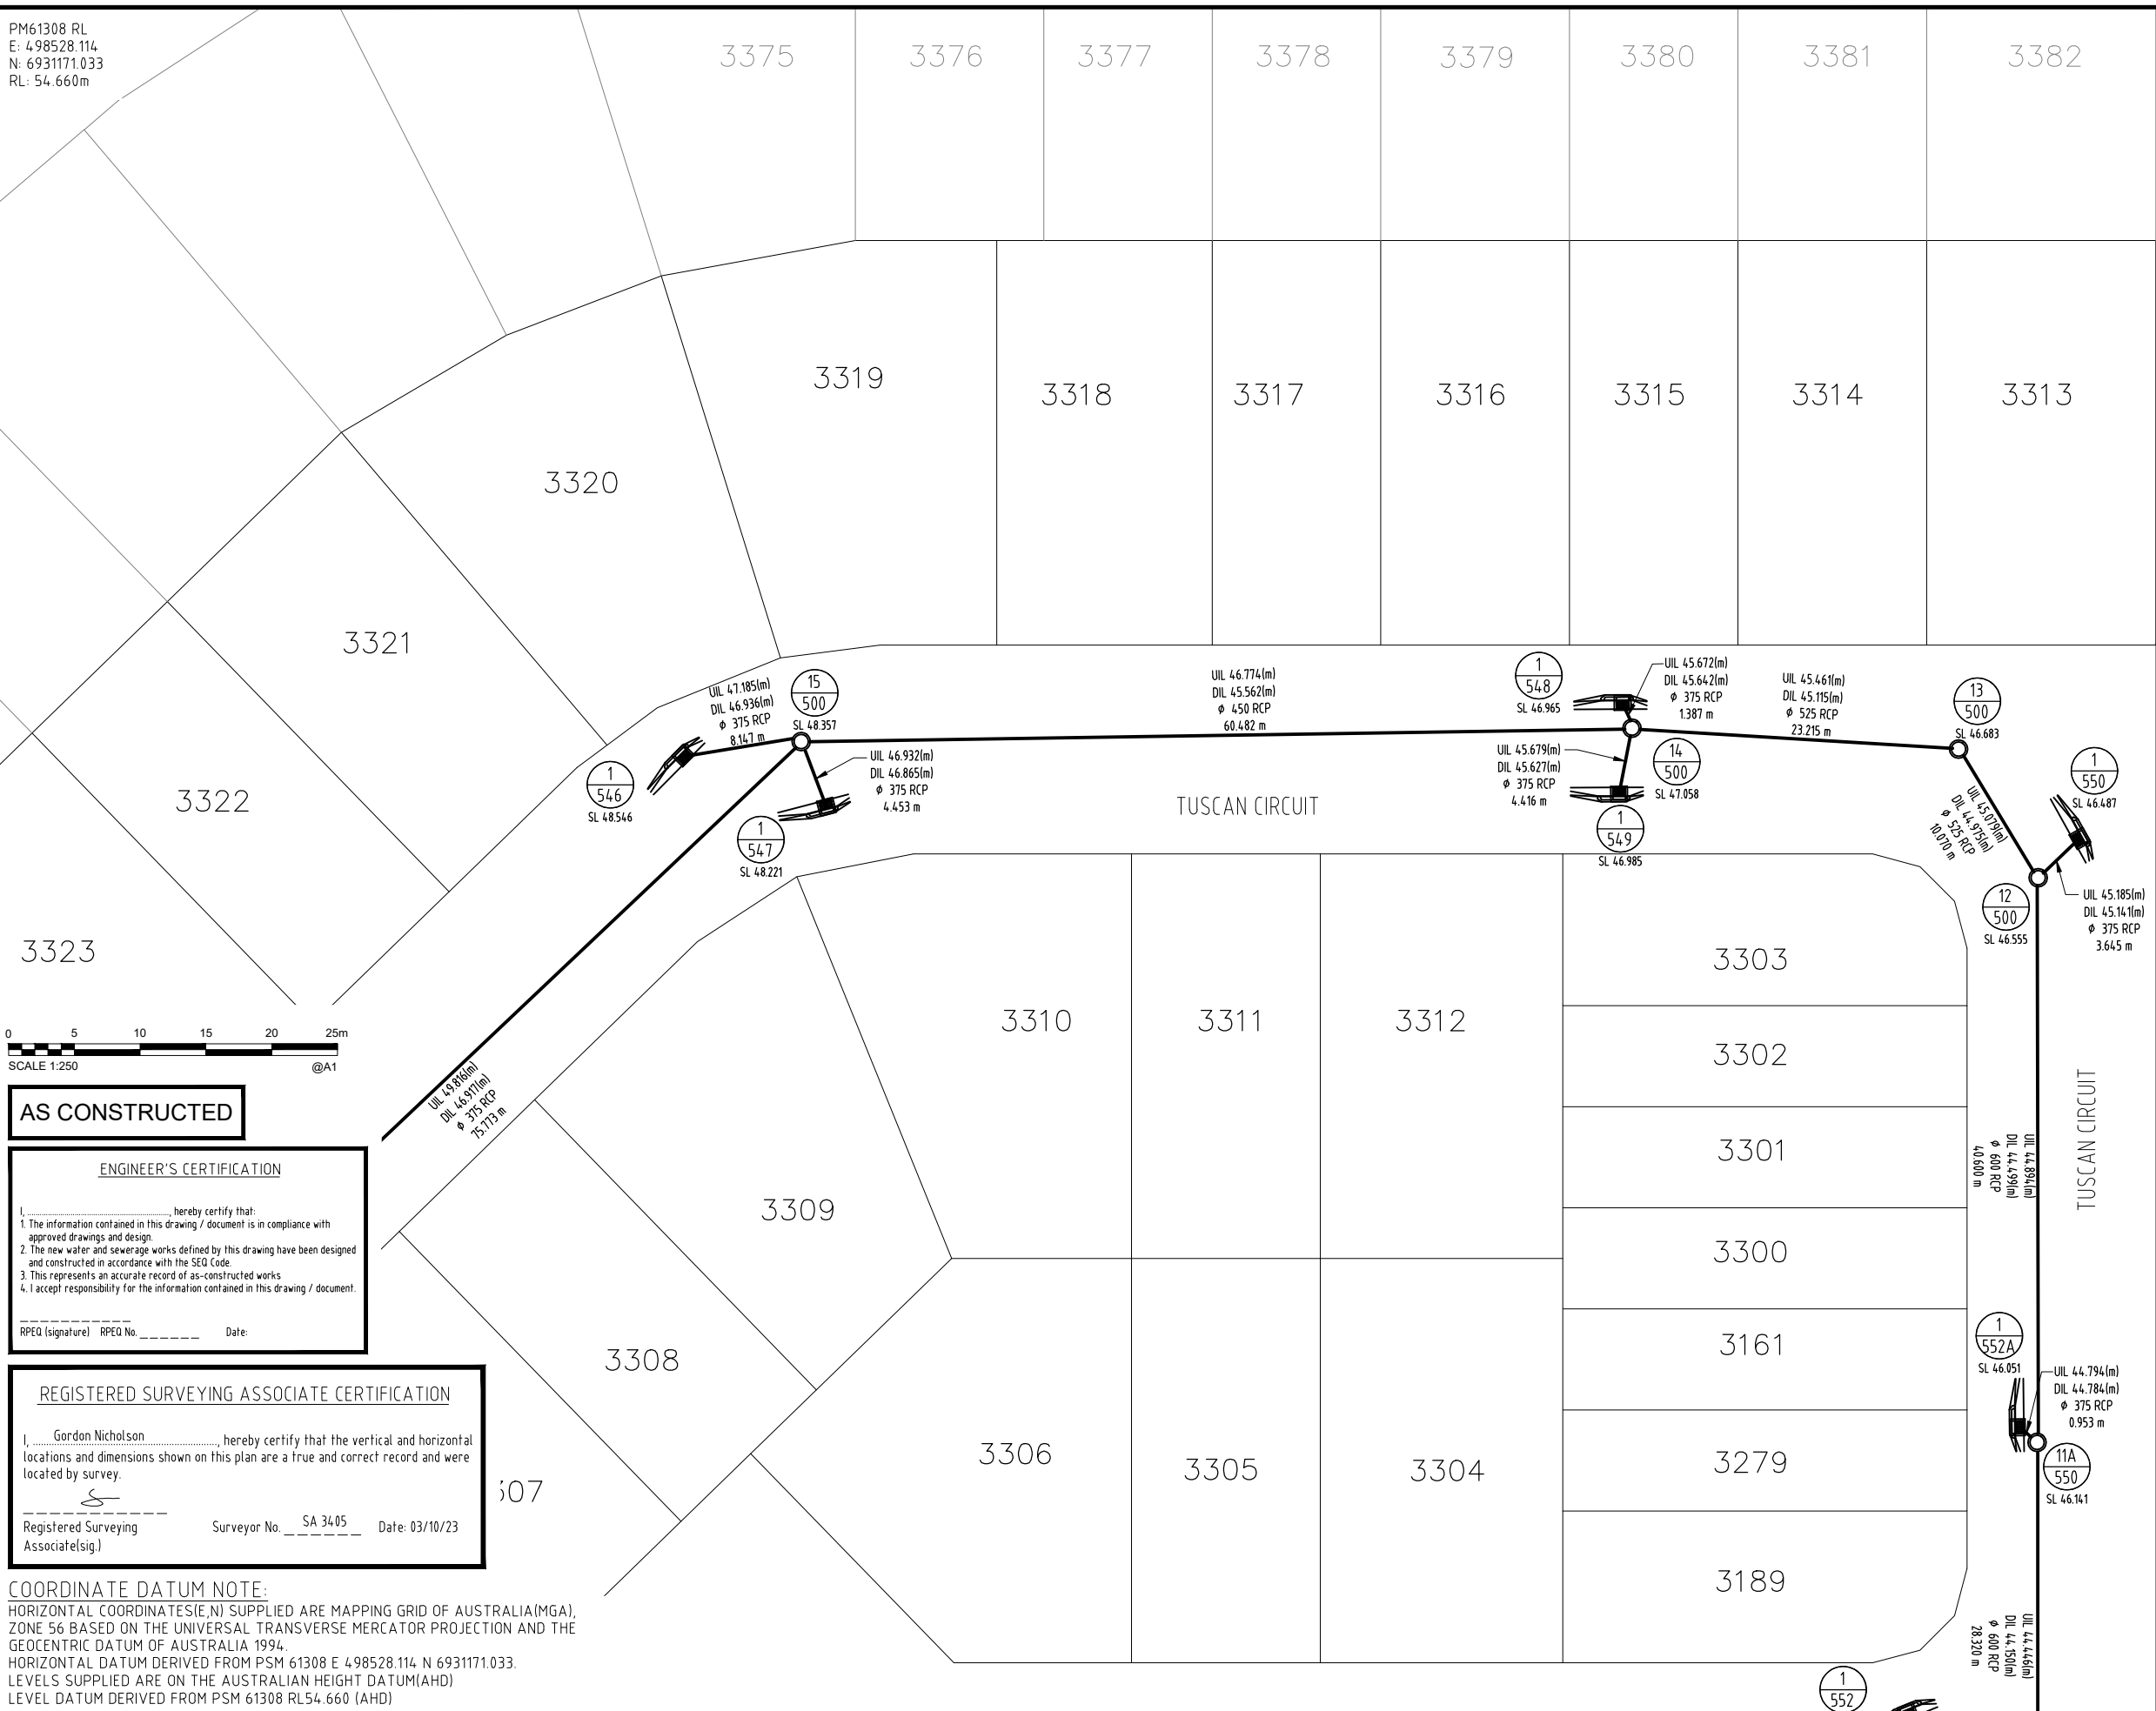 PM61308 RL
E: 498528.114
N: 6931171.033
RL: 54.660m
3375
3376
3377
3378
3379
3380
3381
3382
3319
3318
3317
3316
3315
3314
3313
3320
3321
3322
3323
UIL 47.185(m)
DIL 46.936(m)
φ 375 RCP
8.147 m
15
500
SL 48.357
1
546
SL 48.546
UIL 46.932(m)
DIL 46.865(m)
φ 375 RCP
4.453 m
1
547
SL 48.221
UIL 46.774(m)
DIL 45.562(m)
φ 450 RCP
60.482 m
TUSCAN CIRCUIT
1
548
SL 46.965
UIL 45.672(m)
DIL 45.642(m)
φ 375 RCP
1.387 m
UIL 45.679(m)
DIL 45.627(m)
φ 375 RCP
4.416 m
14
500
SL 47.058
1
549
SL 46.985
UIL 45.461(m)
DIL 45.115(m)
φ 525 RCP
23.215 m
13
500
SL 46.683
1
550
SL 46.487
UIL 45.079(m)
DIL 44.975(m)
φ 525 RCP
10.070 m
12
500
SL 46.555
UIL 45.185(m)
DIL 45.141(m)
φ 375 RCP
3.645 m
3303
3302
3301
3300
3161
3279
3189
3310
3311
3312
3309
3308
3306
3305
3304
307
UIL 49.816(m)
DIL 46.917(m)
φ 375 RCP
75.773 m
UIL 44.894(m)
DIL 44.499(m)
φ 600 RCP
40.600 m
TUSCAN CIRCUIT
1
552A
SL 46.051
UIL 44.794(m)
DIL 44.784(m)
φ 375 RCP
0.953 m
11A
550
SL 46.141
UIL 44.446(m)
DIL 44.150(m)
φ 600 RCP
28.320 m
1
552
0 5 10 15 20 25m
SCALE 1:250 @A1
AS CONSTRUCTED
ENGINEER'S CERTIFICATION
I, ........................................, hereby certify that:
1. The information contained in this drawing / document is in compliance with
approved drawings and design.
2. The new water and sewerage works defined by this drawing have been designed
and constructed in accordance with the SEQ Code.
3. This represents an accurate record of as-constructed works
4. I accept responsibility for the information contained in this drawing / document.
RPEQ (signature) RPEQ No. ______ Date:
REGISTERED SURVEYING ASSOCIATE CERTIFICATION
I, ......Gordon Nicholson......................, hereby certify that the vertical and horizontal
locations and dimensions shown on this plan are a true and correct record and were
located by survey.
Registered Surveying Surveyor No. SA 3405 Date: 03/10/23
Associate(sig.)
COORDINATE DATUM NOTE:
HORIZONTAL COORDINATES(E,N) SUPPLIED ARE MAPPING GRID OF AUSTRALIA(MGA),
ZONE 56 BASED ON THE UNIVERSAL TRANSVERSE MERCATOR PROJECTION AND THE
GEOCENTRIC DATUM OF AUSTRALIA 1994.
HORIZONTAL DATUM DERIVED FROM PSM 61308 E 498528.114 N 6931171.033.
LEVELS SUPPLIED ARE ON THE AUSTRALIAN HEIGHT DATUM(AHD)
LEVEL DATUM DERIVED FROM PSM 61308 RL54.660 (AHD)